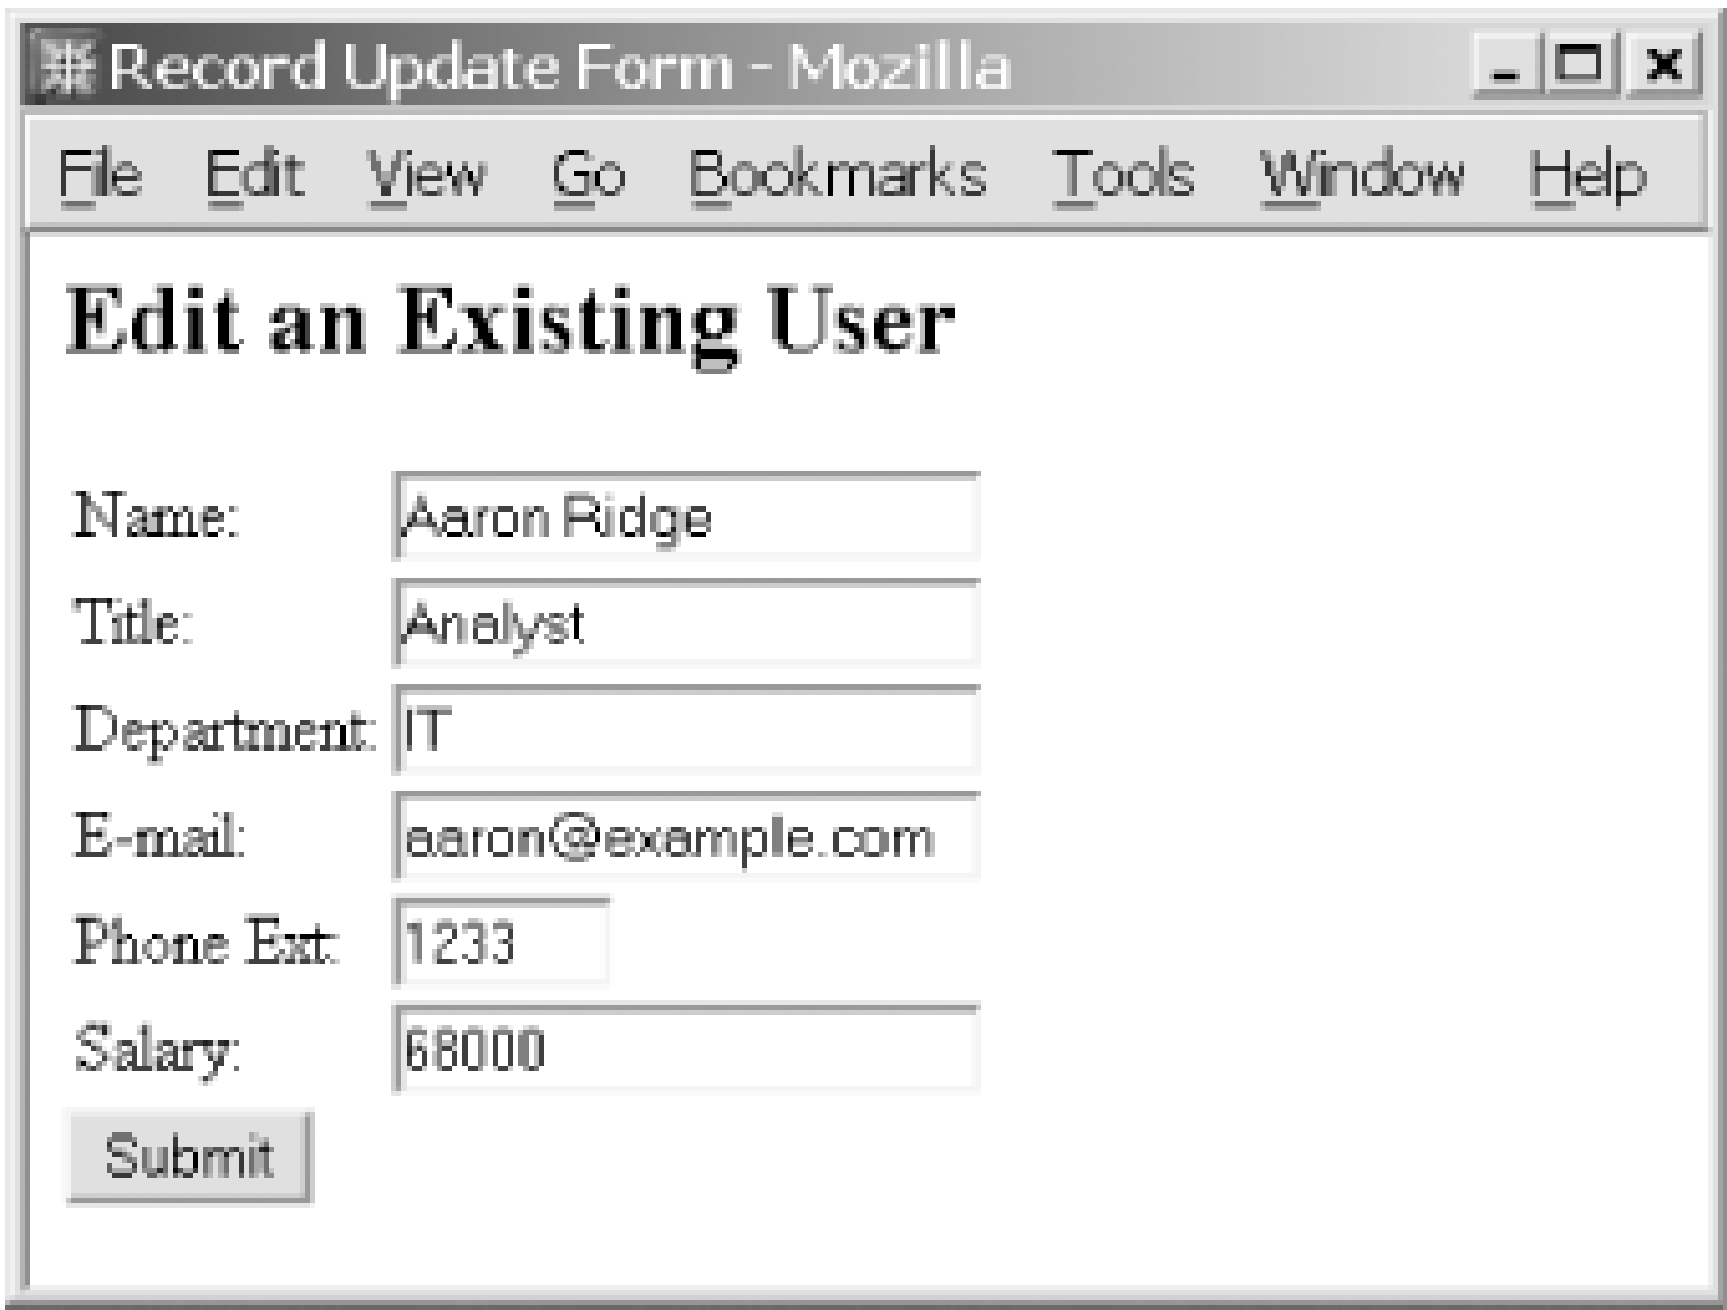 Record Update Form - Mozilla
File Edit View Go Bookmarks Tools Window Help
Edit an Existing User
Name: Aaron Ridge
Title: Analyst
Department: IT
E-mail: aaron@example.com
Phone Ext: 1233
Salary: 68000
Submit